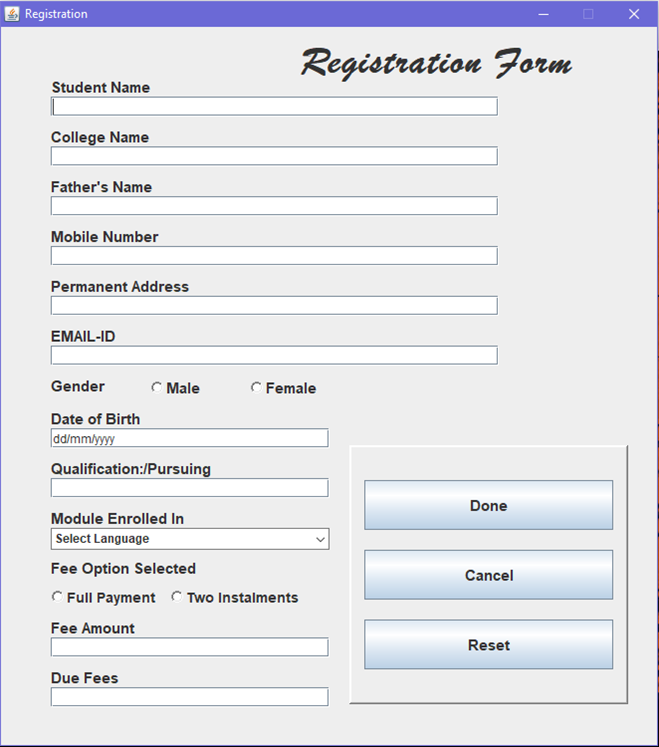 Registration
Registration Form
Student Name
College Name
Father's Name
Mobile Number
Permanent Address
EMAIL-ID
Gender Male Female
Date of Birth
dd/mm/yyyy
Qualification:/Pursuing
Module Enrolled In
Select Language
Fee Option Selected
Full Payment Two Instalments
Fee Amount
Due Fees
Done
Cancel
Reset